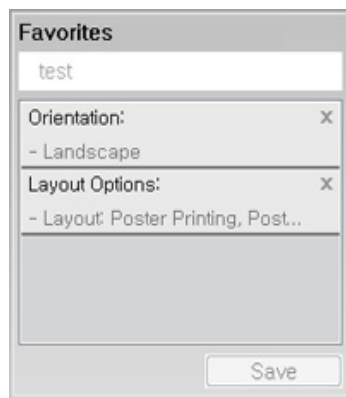 Favorites
test
Orientation: x
- Landscape
Layout Options: x
- Layout: Poster Printing, Post...
Save